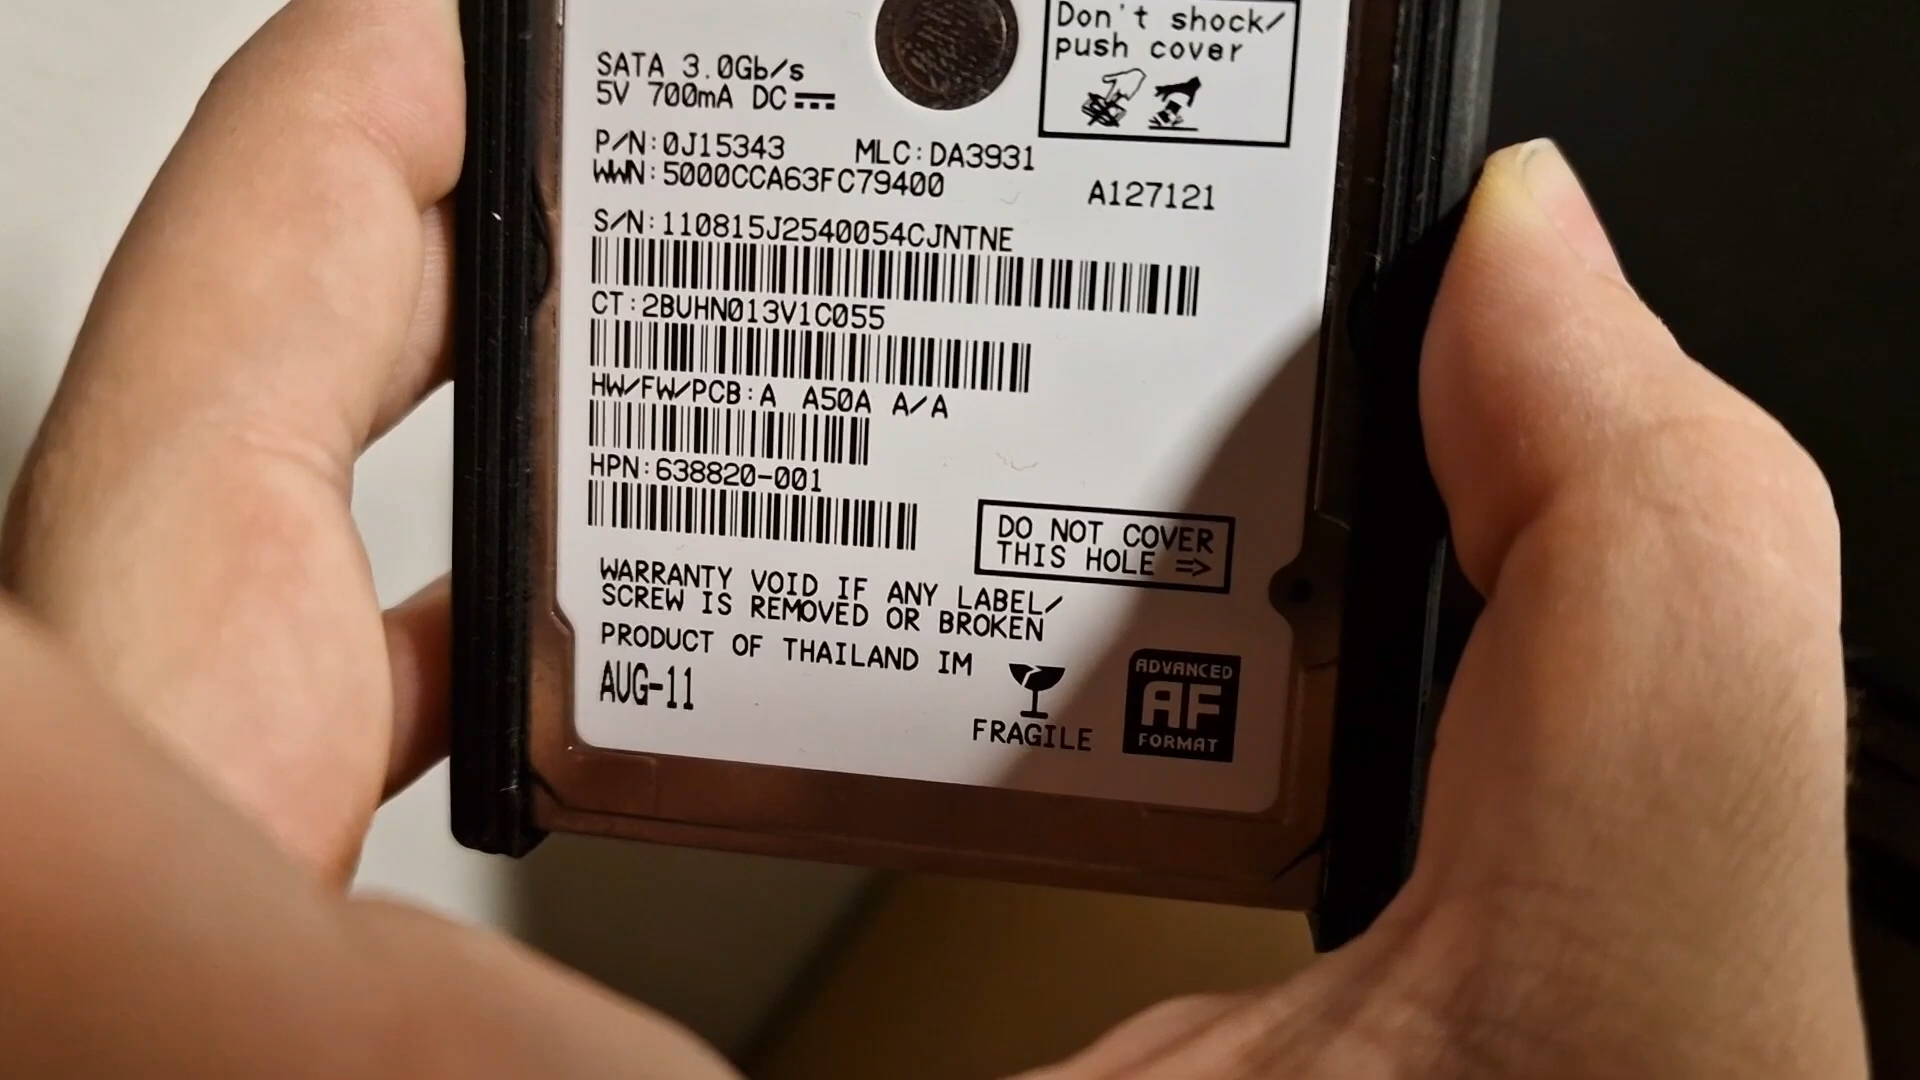 Don't shock/
push cover
SATA 3.0Gb/s
5V 700mA DC
P/N:0J15343 MLC:DA3931
WWN:5000CCA63FC79400 A127121
S/N:110815J2540054CJNTNE
CT:2BUHN013V1C055
HW/FW/PCB:A A50A A/A
HPN:638820-001
DO NOT COVER
THIS HOLE =>
WARRANTY VOID IF ANY LABEL/
SCREW IS REMOVED OR BROKEN
PRODUCT OF THAILAND IM
AUG-11
FRAGILE
ADVANCED
AF
FORMAT